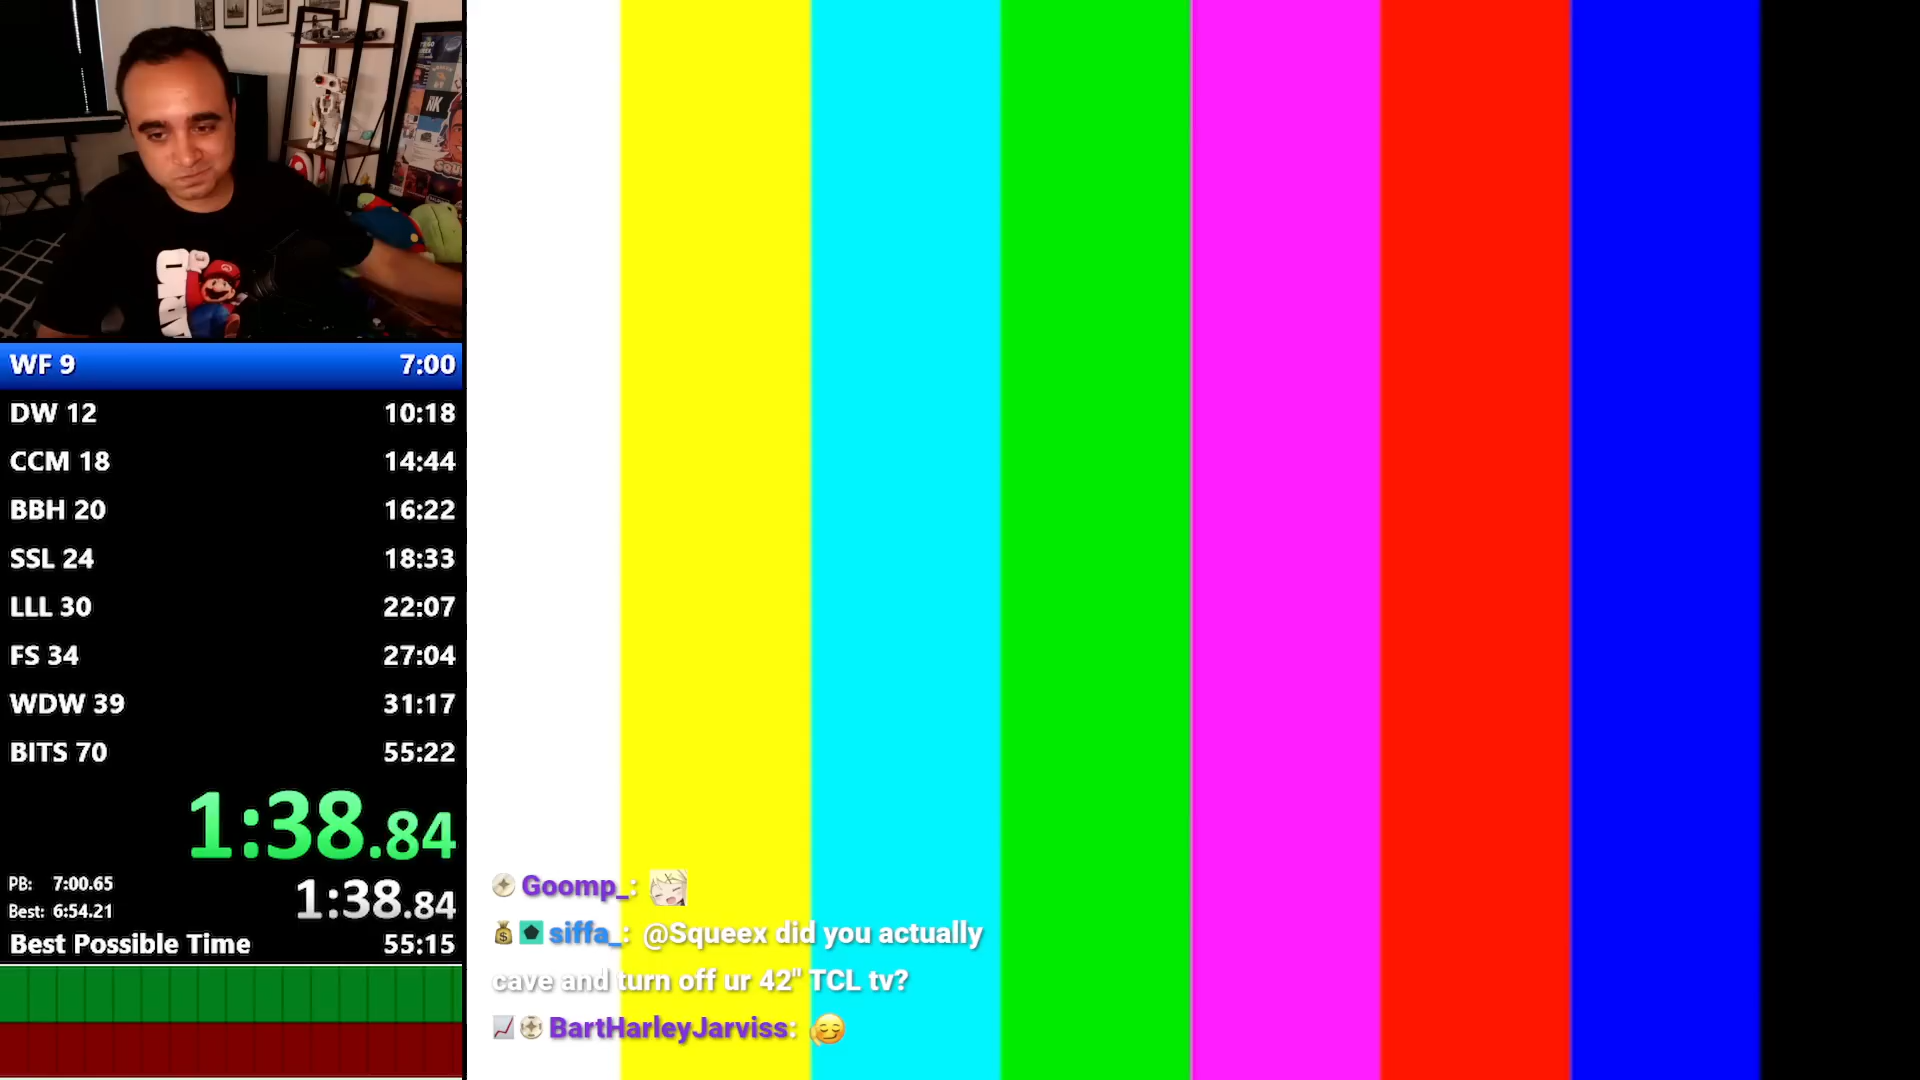 WF 9 7:00
DW 12 10:18
CCM 18 14:44
BBH 20 16:22
SSL 24 18:33
LLL 30 22:07
FS 34 27:04
WDW 39 31:17
BITS 70 55:22
1:38.84
PB: 7:00.65
Best: 6:54.21
1:38.84
Best Possible Time 55:15
Goomp_:
siffa_: @Squeex did you actually
cave and turn off ur 42" TCL tv?
BartHarleyJarviss: